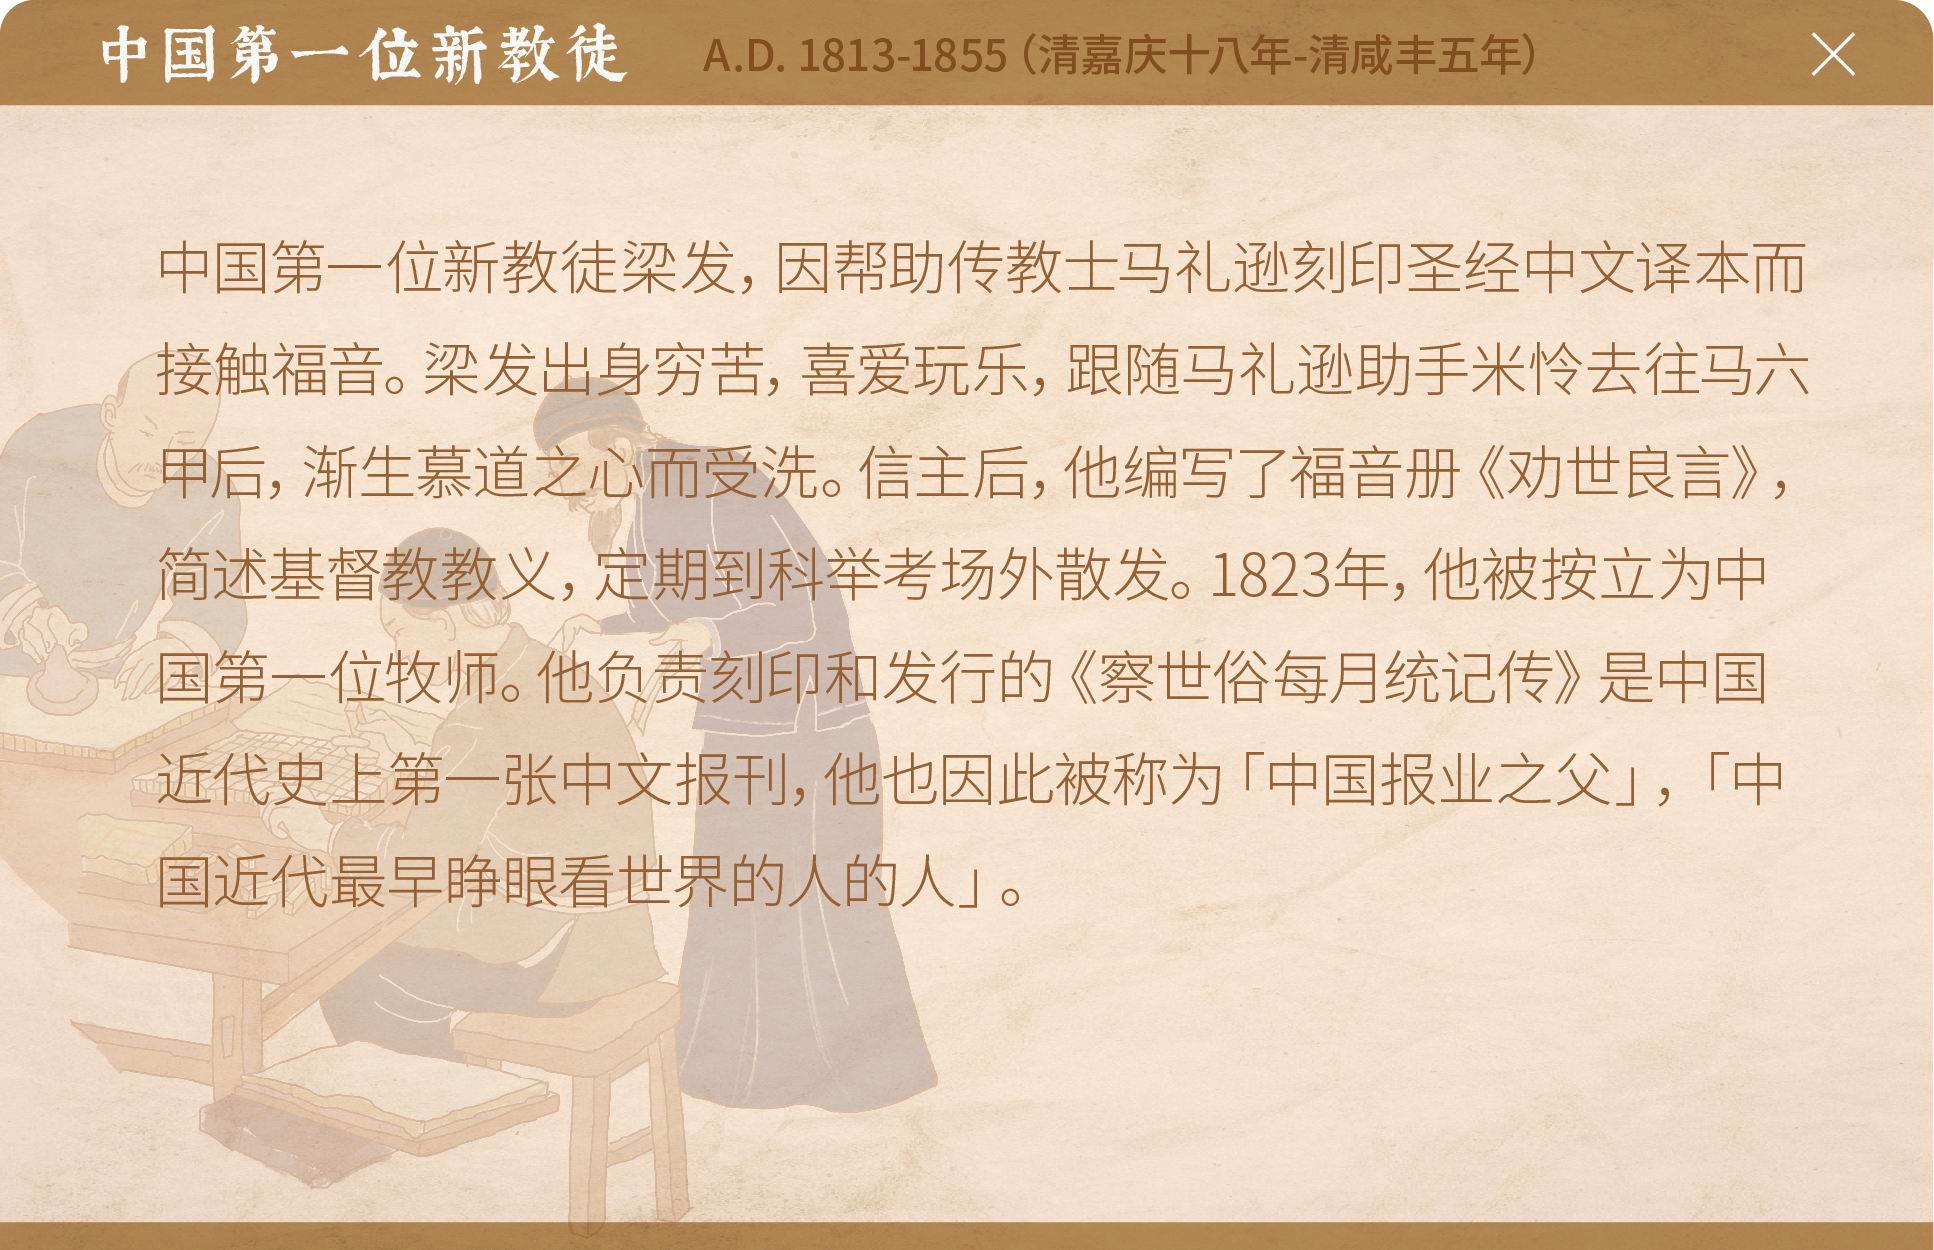 中国第一位新教徒
A.D. 1813-1855（清嘉庆十八年-清咸丰五年）
中国第一位新教徒梁发，因帮助传教士马礼逊刻印圣经中文译本而
接触福音。梁发出身穷苦，喜爱玩乐，跟随马礼逊助手米怜去往马六
甲后，渐生慕道之心而受洗。信主后，他编写了福音册《劝世良言》，
简述基督教教义，定期到科举考场外散发。1823年，他被按立为中
国第一位牧师。他负责刻印和发行的《察世俗每月统记传》是中国
近代史上第一张中文报刊，他也因此被称为「中国报业之父」，「中
国近代最早睁眼看世界的人的人」。